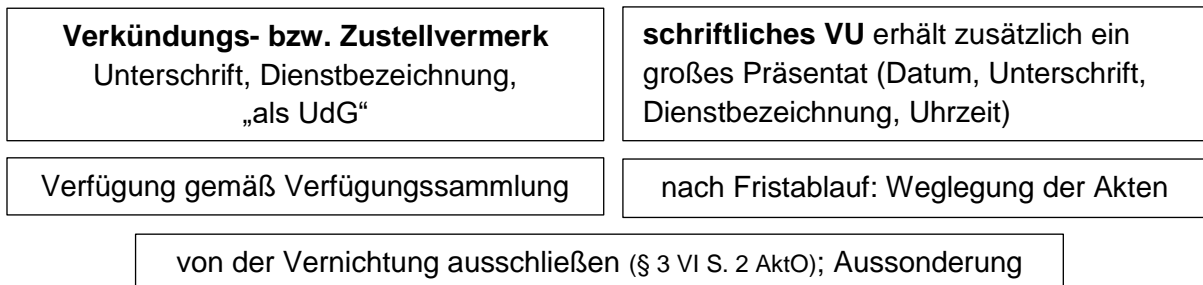 Verkündungs- bzw. Zustellvermerk
Unterschrift, Dienstbezeichnung,
„als UdG“
schriftliches VU erhält zusätzlich ein
großes Präsentat (Datum, Unterschrift,
Dienstbezeichnung, Uhrzeit)
Verfügung gemäß Verfügungssammlung
nach Fristablauf: Weglegung der Akten
von der Vernichtung ausschließen (§ 3 VI S. 2 AktO); Aussonderung